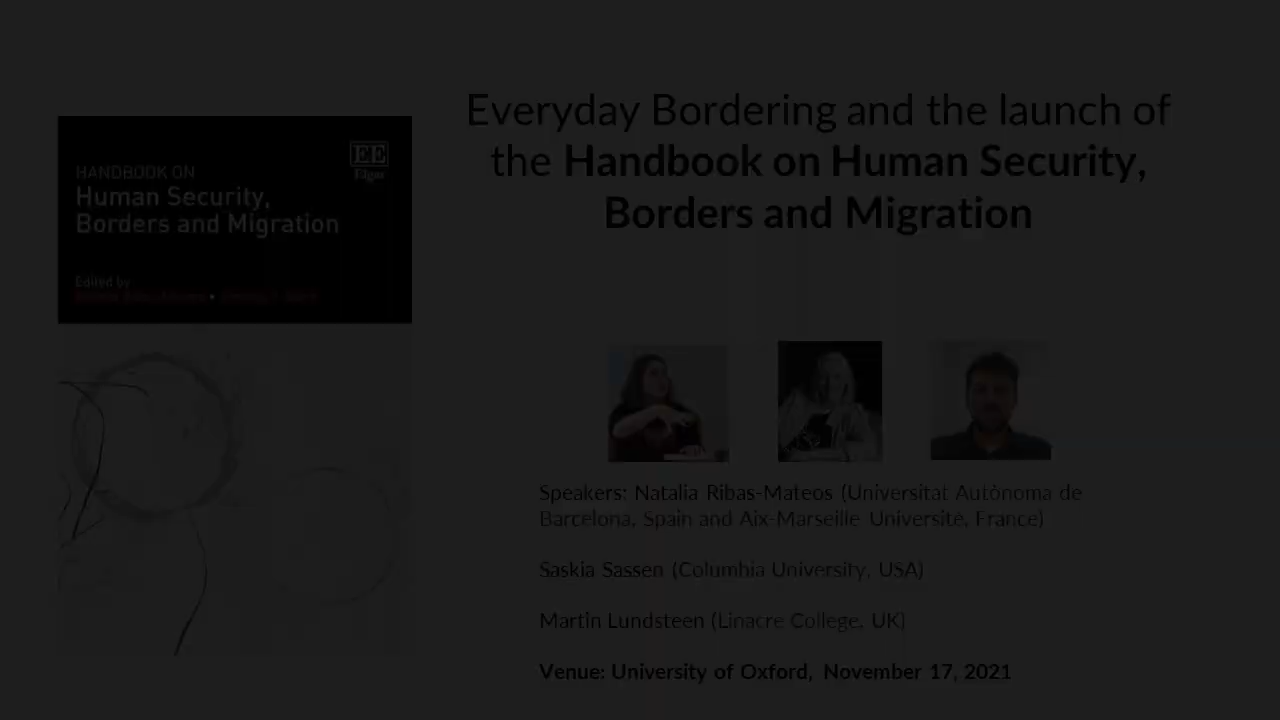 Everyday Bordering and the launch of
the Handbook on Human Security,
Borders and Migration
EE
Elgar
HANDBOOK ON
Human Security,
Borders and Migration
Edited by
Speakers: Natalia Ribas-Mateos (Universitat Autònoma de
Barcelona, Spain and Aix-Marseille Université, France)
Saskia Sassen (Columbia University, USA)
Martin Lundsteen (Linacre College, UK)
Venue: University of Oxford, November 17, 2021